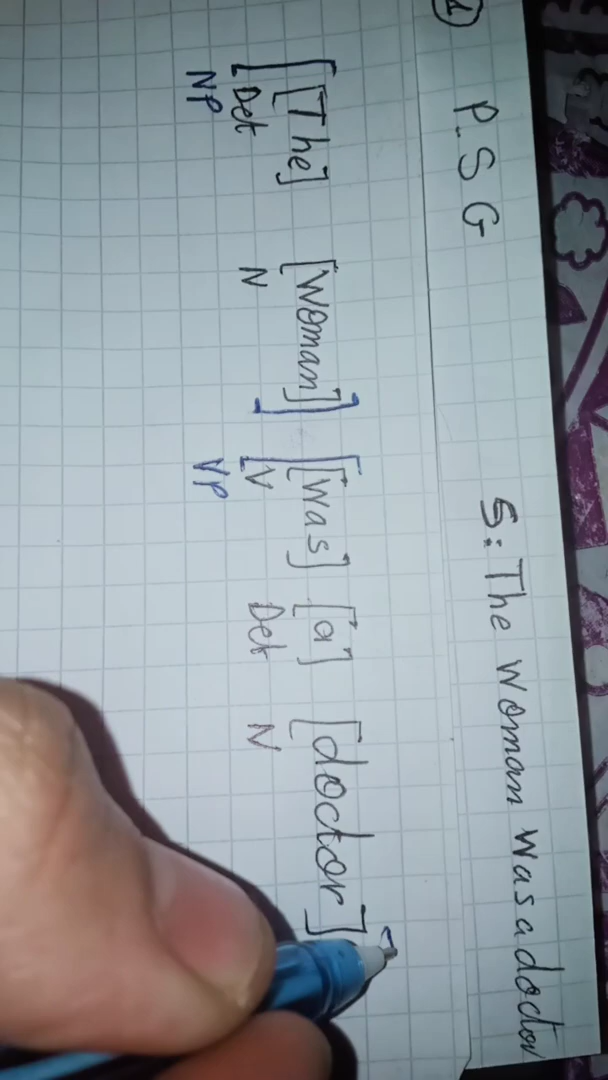 1 P.S G S: The Woman was a doctor
[[The] [Woman]] [[was] [a] [doctor]
Det N V Det N
NP VP